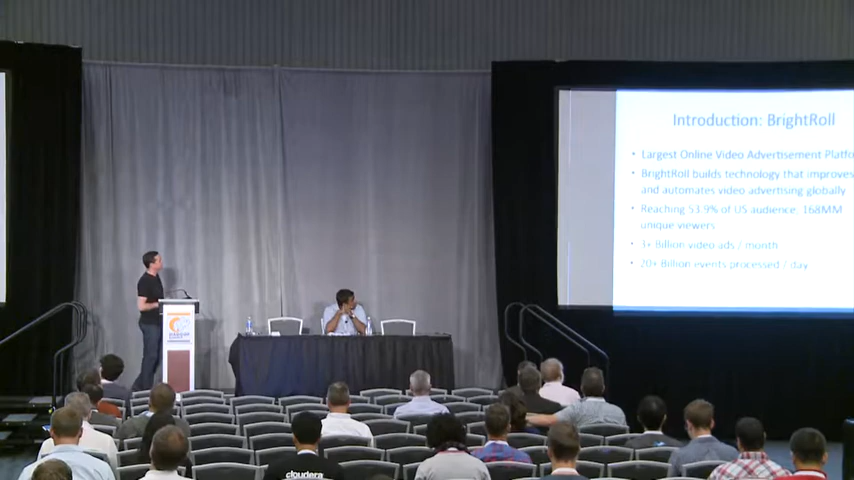 Introduction: BrightRoll
• Largest Online Video Advertisement Platfo
• BrightRoll builds technology that improves
and automates video advertising globally
• Reaching 53.9% of US audience 168MM
unique viewers
• 3+ Billion video ads / month
• 20+ Billion events processed / day
cloudera